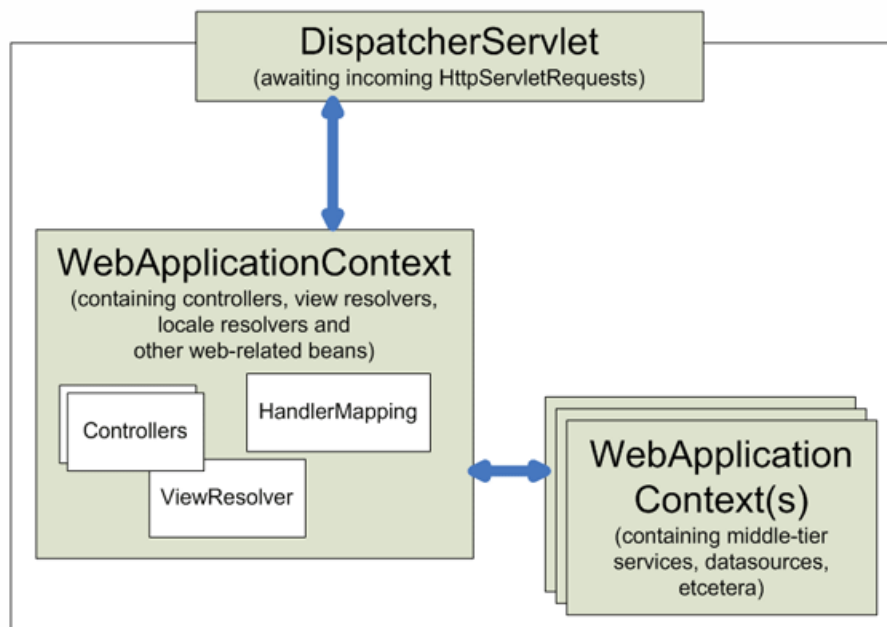 DispatcherServlet
(awaiting incoming HttpServletRequests)
WebApplicationContext
(containing controllers, view resolvers,
locale resolvers and
other web-related beans)
HandlerMapping
Controllers
ViewResolver
WebApplication
Context(s)
(containing middle-tier
services, datasources,
etcetera)